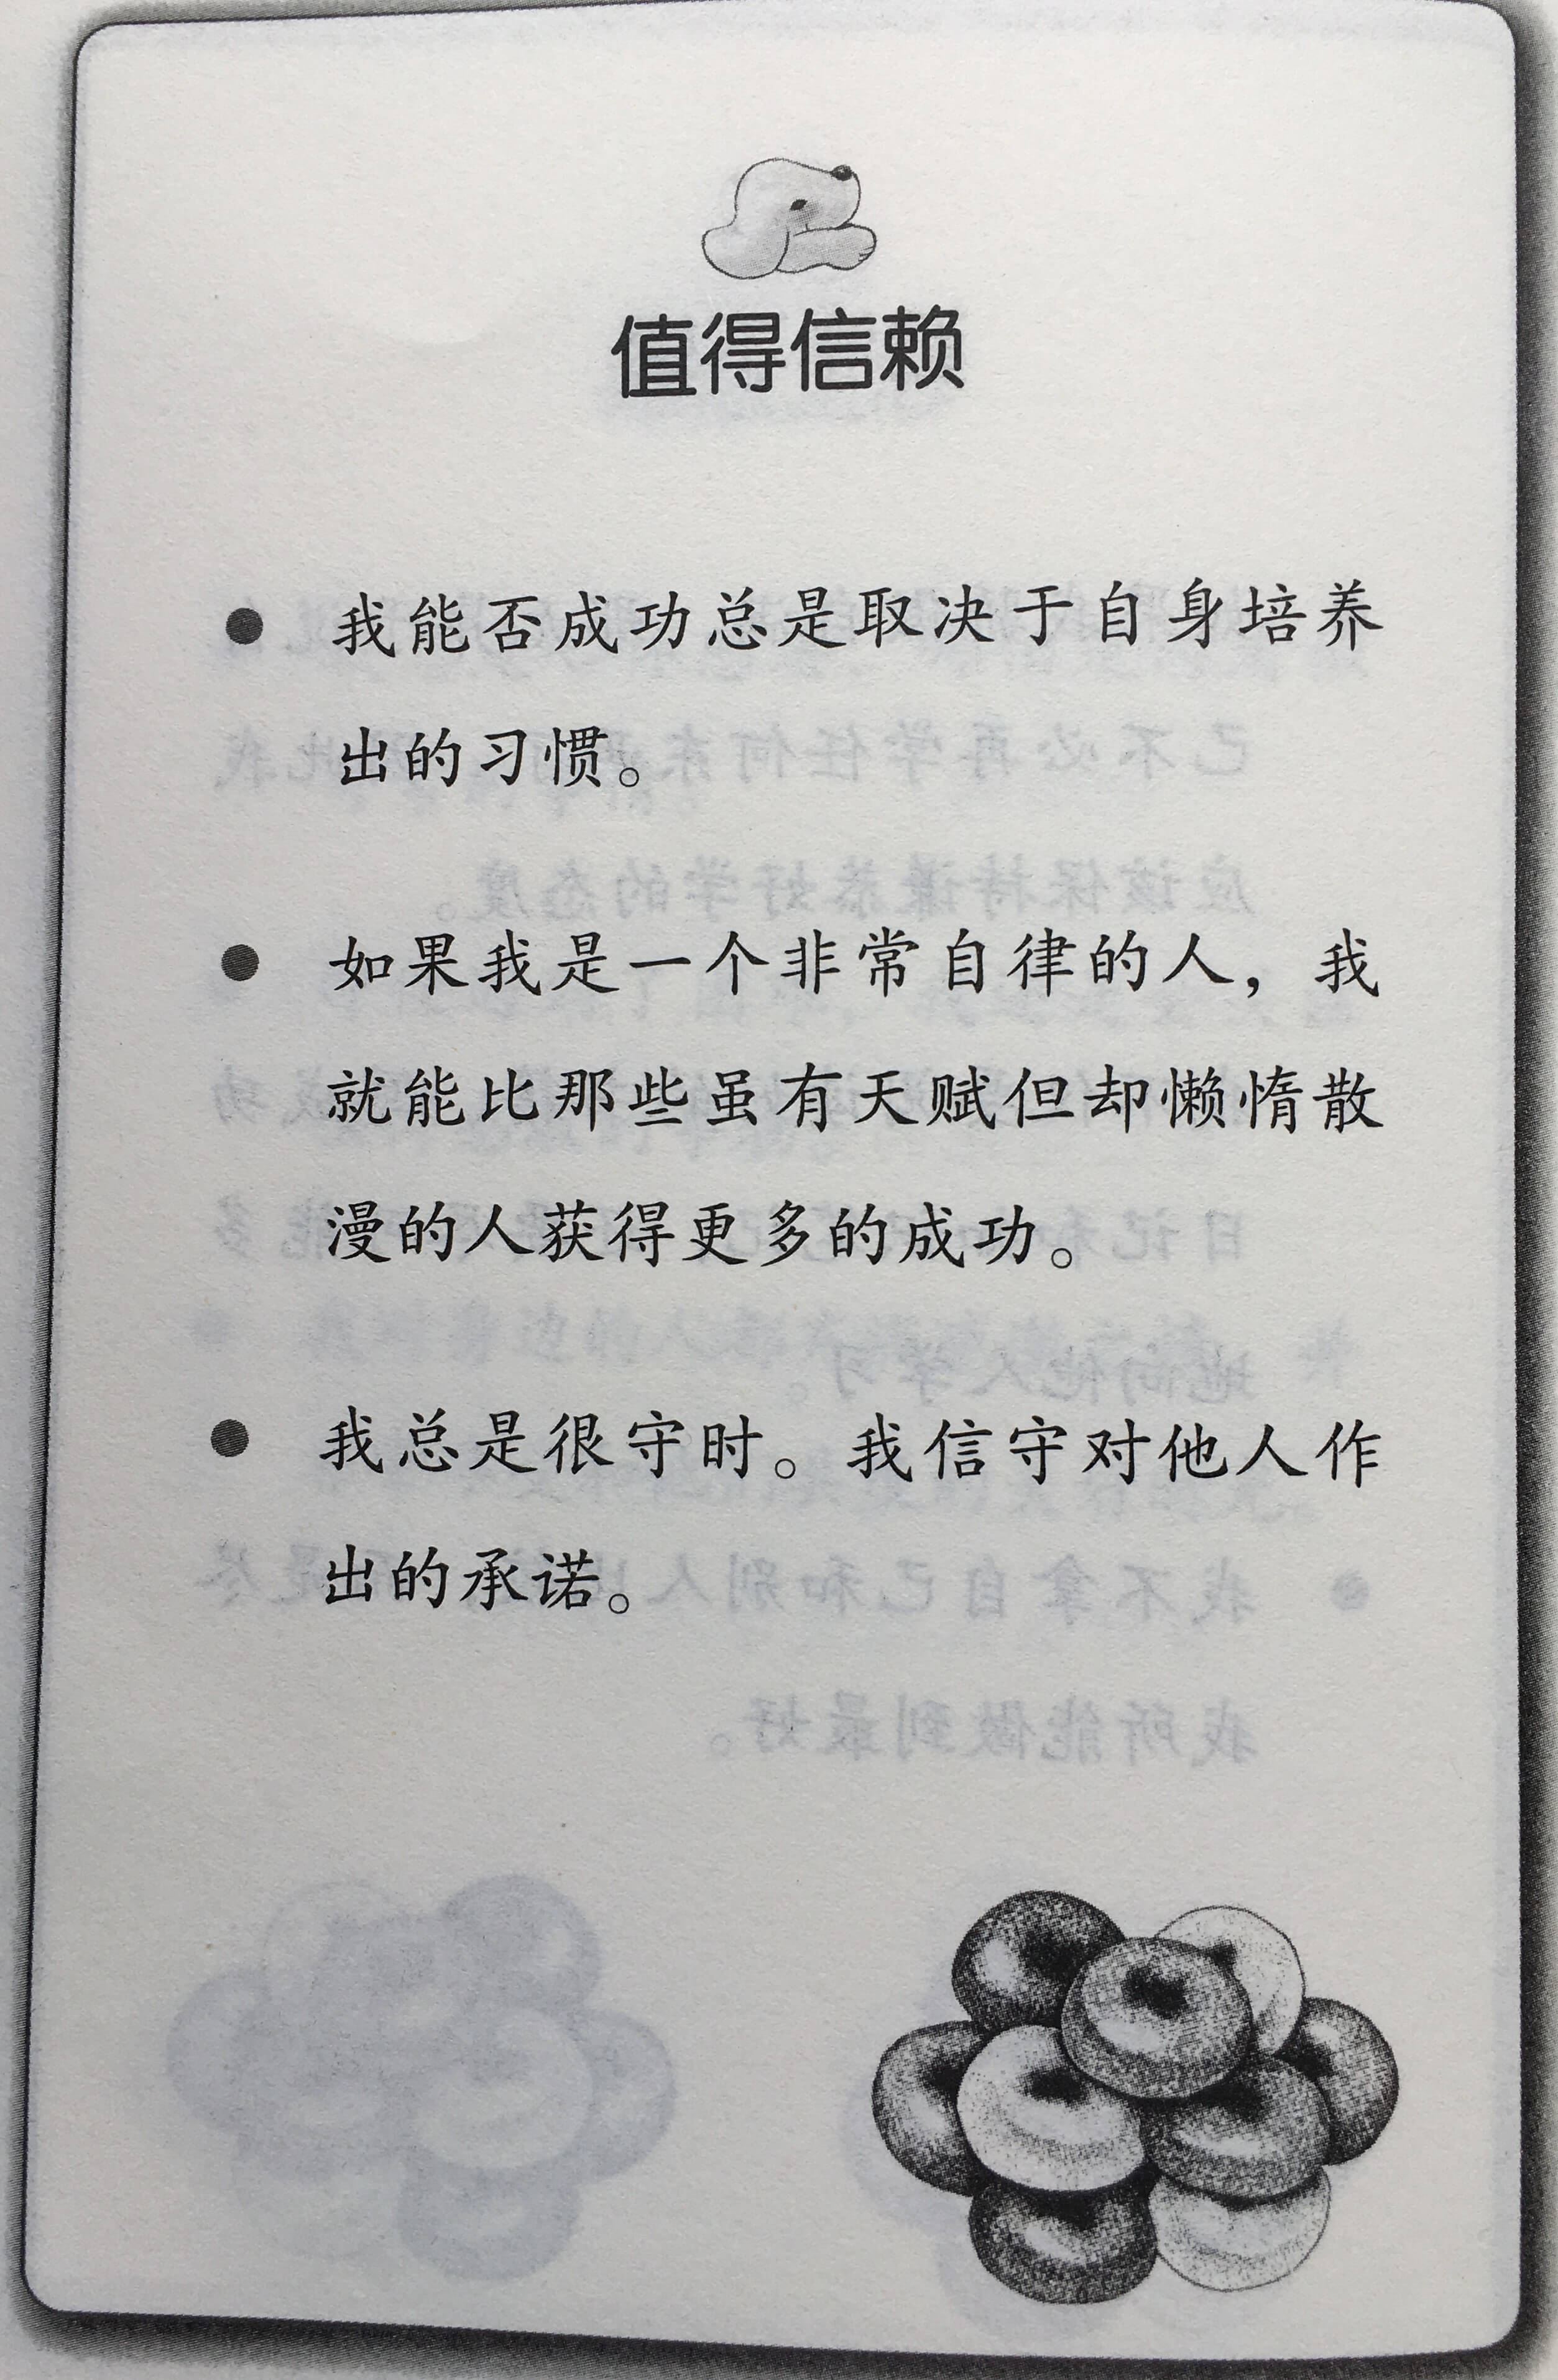 值得信赖
● 我能否成功总是取决于自身培养
出的习惯。
● 如果我是一个非常自律的人，我
就能比那些虽有天赋但却懒惰散
漫的人获得更多的成功。
● 我总是很守时。我信守对他人作
出的承诺。